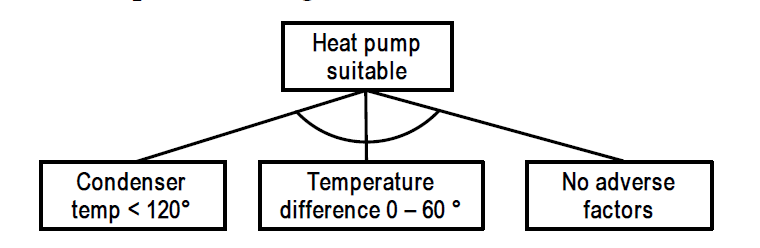 Heat pump
suitable
Condenser
temp < 120°
Temperature
difference 0 – 60 °
No adverse
factors